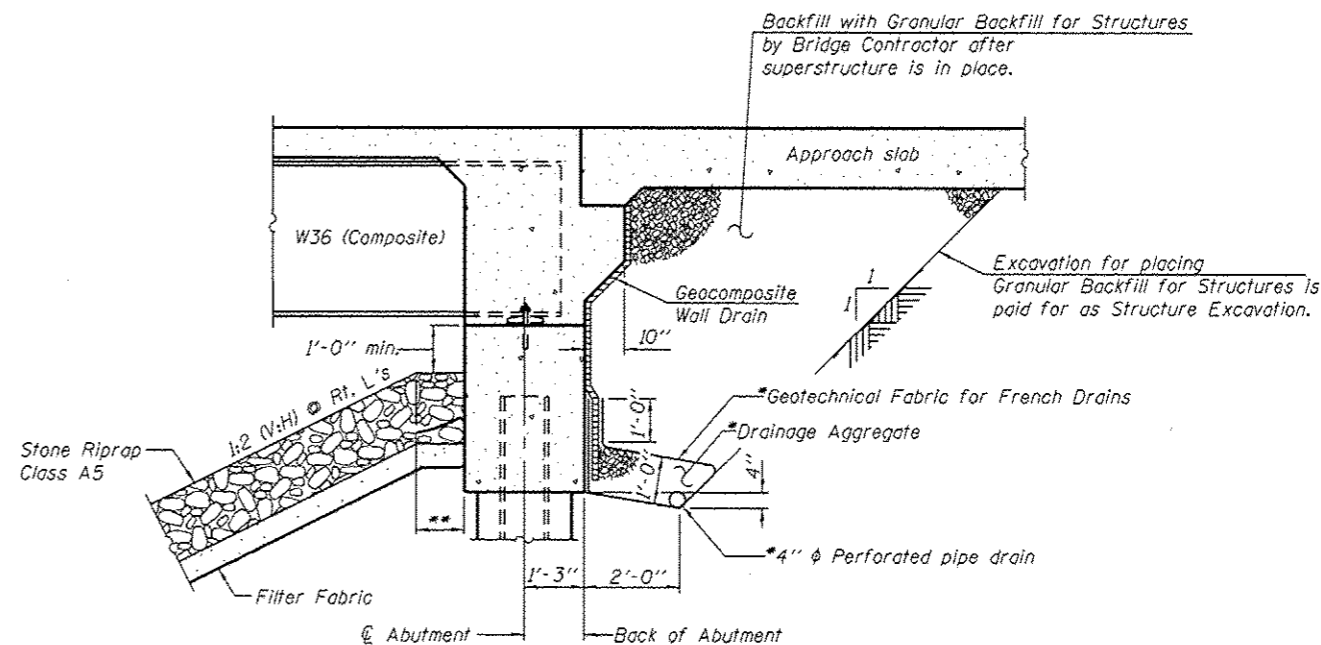 Backfill with Granular Backfill for Structures
by Bridge Contractor after
superstructure is in place.
Approach slab
W36 (Composite)
Excavation for placing
Granular Backfill for Structures is
paid for as Structure Excavation.
1
1
Geocomposite
Wall Drain
10"
1'-0" min.
1:2 (V:H) @ Rt. L's
*Geotechnical Fabric for French Drains
1'-0"
*Drainage Aggregate
Stone Riprap
Class A5
1'-0"
4"
**
*4" ϕ Perforated pipe drain
1'-3"
2'-0"
Filter Fabric
℄ Abutment
Back of Abutment